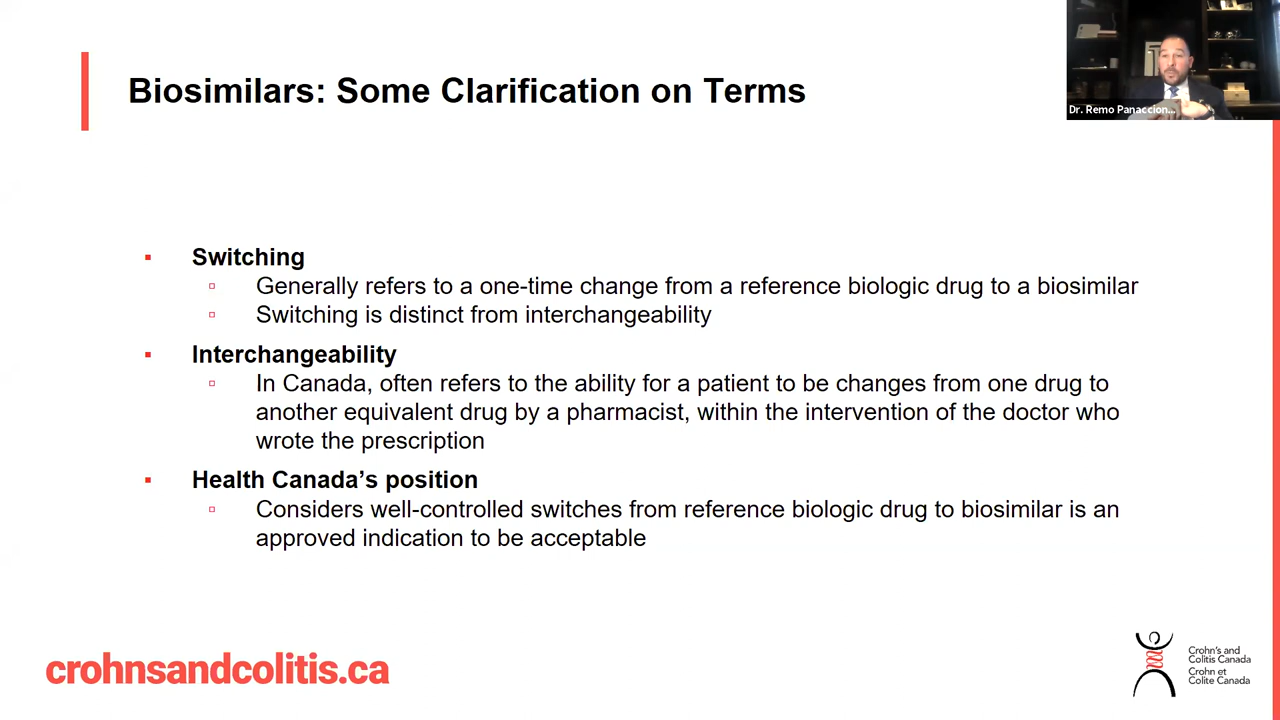 Biosimilars: Some Clarification on Terms
Dr. Remo Panaccion...
Switching
Generally refers to a one-time change from a reference biologic drug to a biosimilar
Switching is distinct from interchangeability
Interchangeability
In Canada, often refers to the ability for a patient to be changes from one drug to
another equivalent drug by a pharmacist, within the intervention of the doctor who
wrote the prescription
Health Canada’s position
Considers well-controlled switches from reference biologic drug to biosimilar is an
approved indication to be acceptable
crohnsandcolitis.ca
Crohn's and
Colitis Canada
Crohn et
Colite Canada